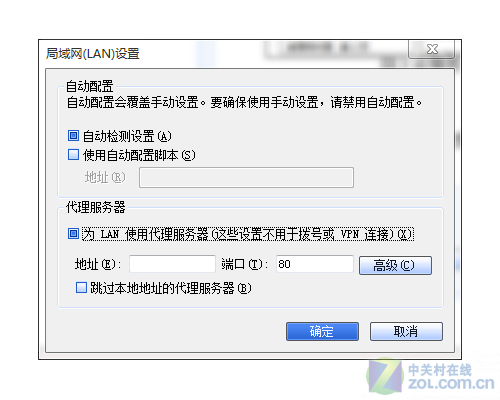 局域网(LAN)设置
自动配置
自动配置会覆盖手动设置。要确保使用手动设置，请禁用自动配置。
自动检测设置(A)
使用自动配置脚本(S)
地址(R)
代理服务器
为 LAN 使用代理服务器(这些设置不用于拨号或 VPN 连接)(X)
地址(E): 端口(T): 80 高级(C)
跳过本地地址的代理服务器(B)
确定 取消
中关村在线
zol.com.cn